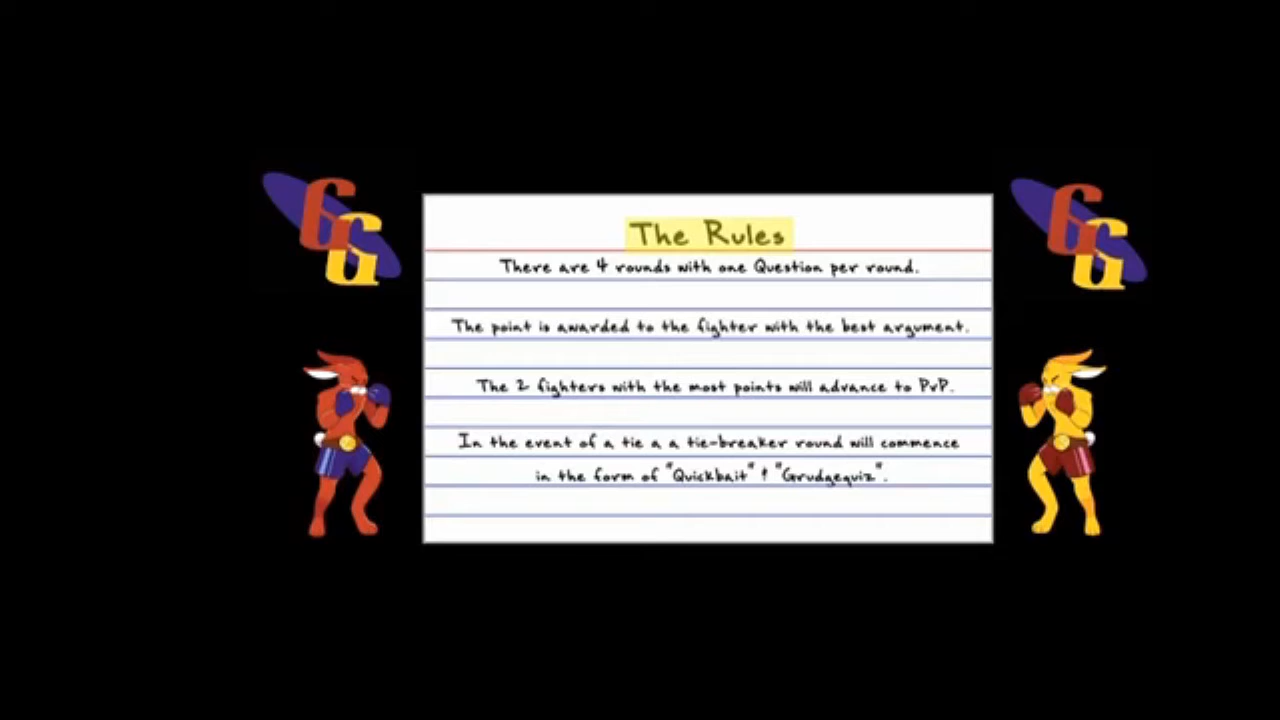 GG
GG
The Rules
There are 4 rounds with one Question per round.
The point is awarded to the fighter with the best argument.
The 2 fighters with the most points will advance to PvP.
In the event of a tie a a tie-breaker round will commence
in the form of "Quickbait" & "Grudgequiz".